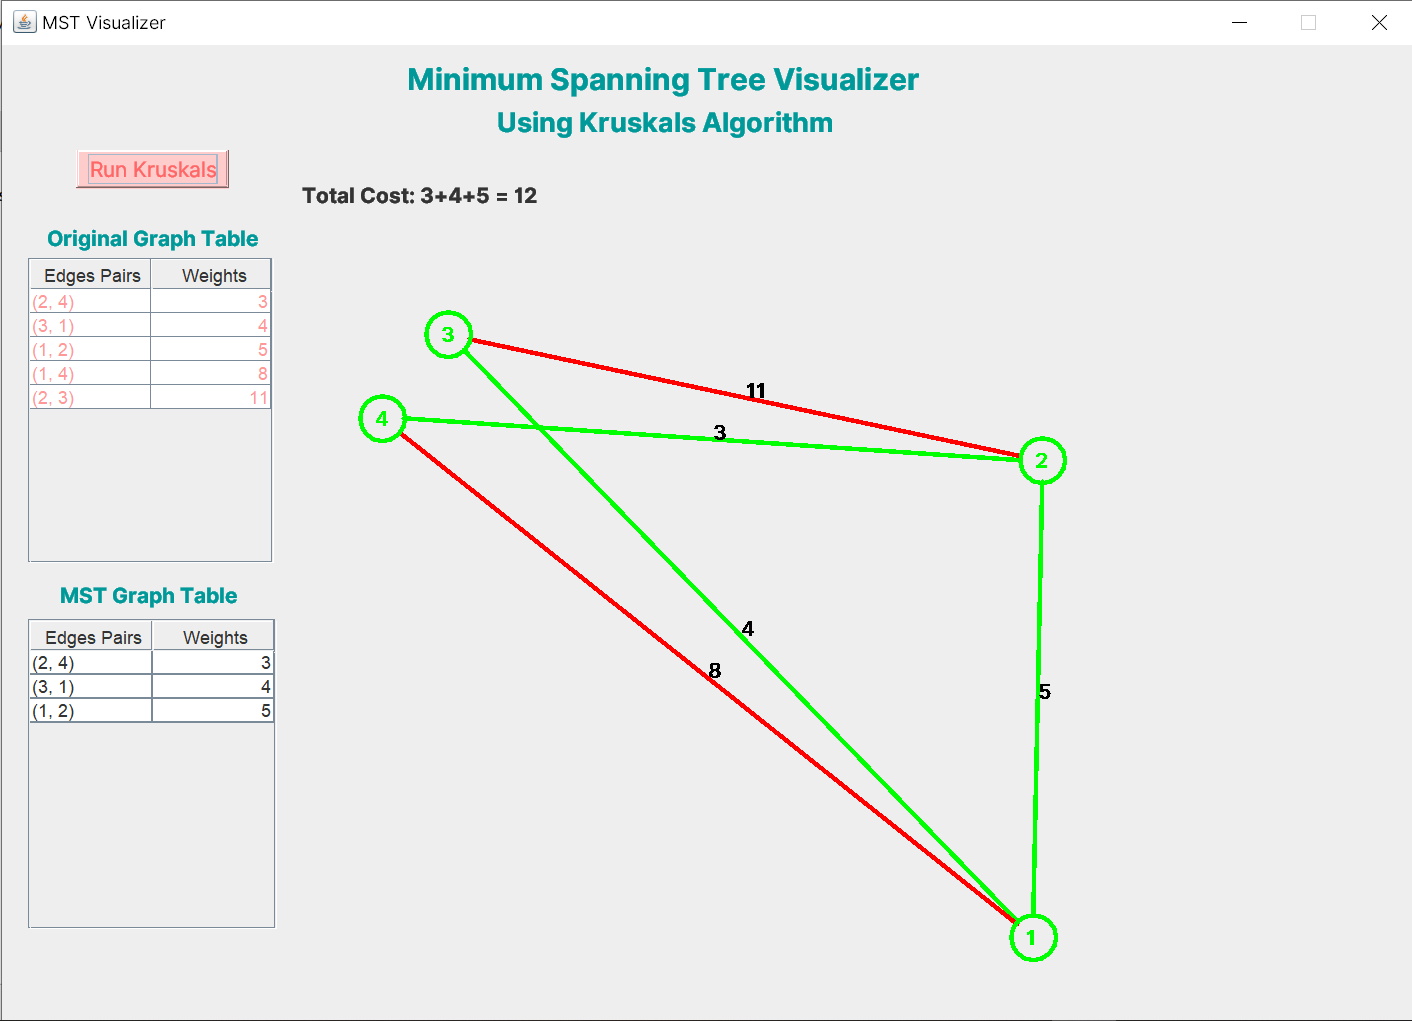 MST Visualizer
Minimum Spanning Tree Visualizer
Using Kruskals Algorithm
Run Kruskals
Total Cost: 3+4+5 = 12
Original Graph Table
Edges Pairs Weights
(2, 4) 3
(3, 1) 4
(1, 2) 5
(1, 4) 8
(2, 3) 11
MST Graph Table
Edges Pairs Weights
(2, 4) 3
(3, 1) 4
(1, 2) 5
3
11
4
3
2
4
8
5
1